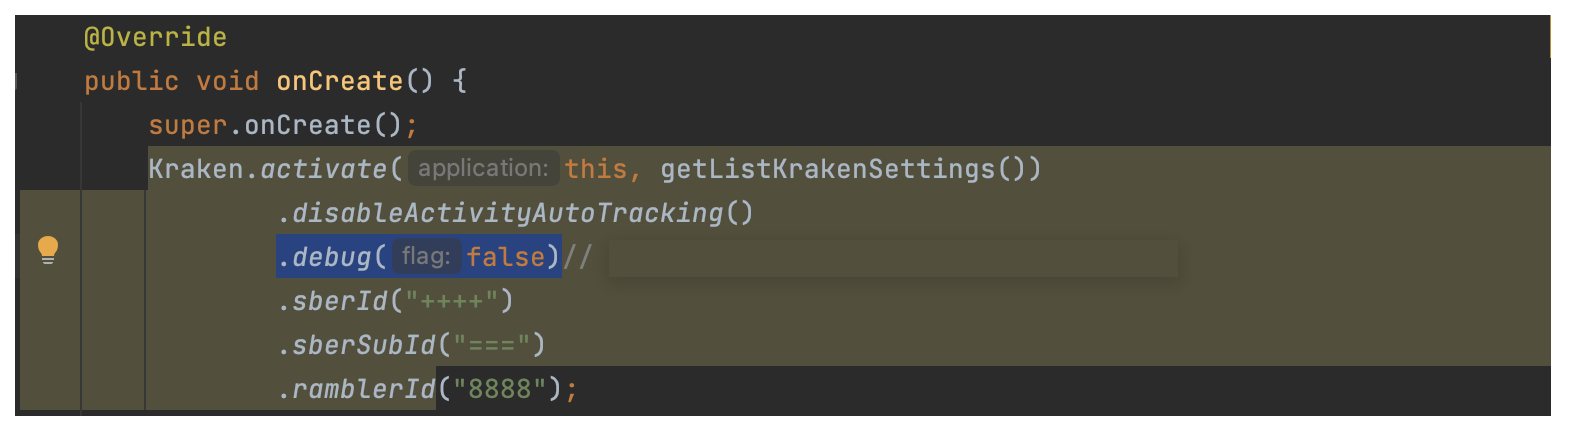 @Override
public void onCreate() {
super.onCreate();
Kraken.activate( application: this, getListKrakenSettings())
.disableActivityAutoTracking()
.debug( flag: false)//
.sberId("++++")
.sberSubId("===")
.ramblerId("8888");